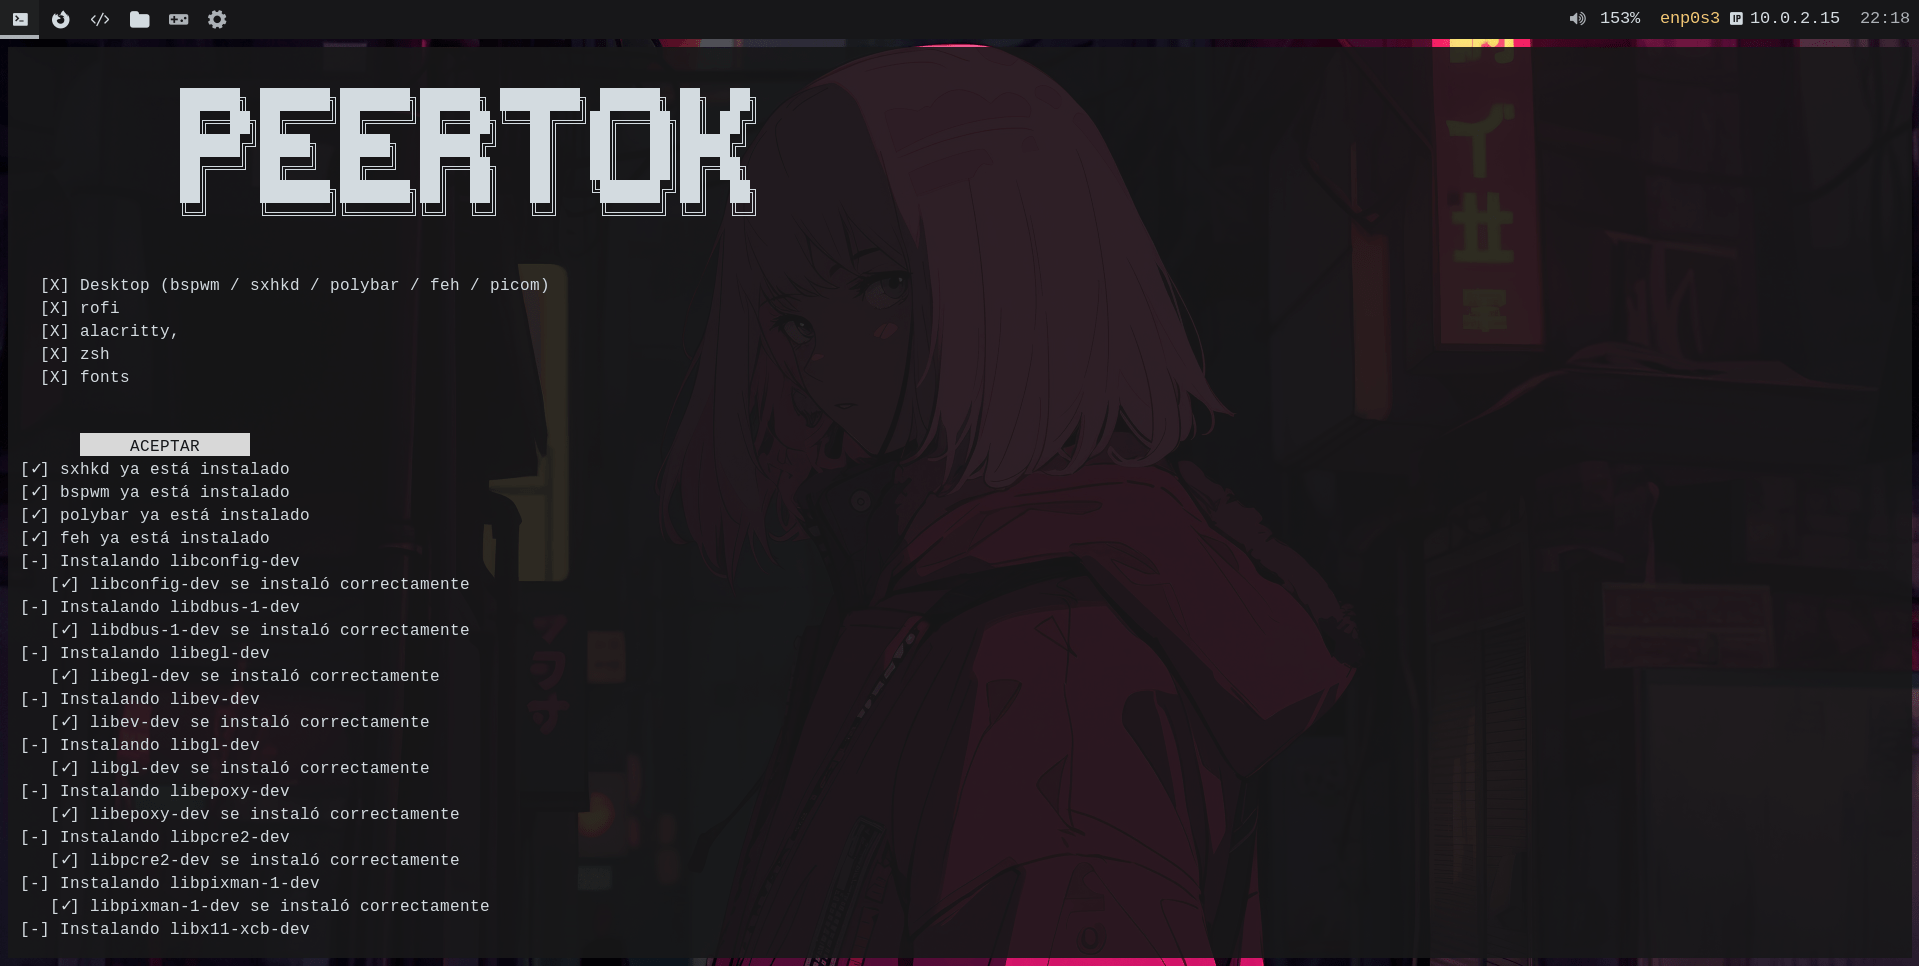 153% enp0s3 IP 10.0.2.15 22:18
PEERTOK
[X] Desktop (bspwm / sxhkd / polybar / feh / picom)
[X] rofi
[X] alacritty,
[X] zsh
[X] fonts
ACEPTAR
[✓] sxhkd ya está instalado
[✓] bspwm ya está instalado
[✓] polybar ya está instalado
[✓] feh ya está instalado
[-] Instalando libconfig-dev
[✓] libconfig-dev se instaló correctamente
[-] Instalando libdbus-1-dev
[✓] libdbus-1-dev se instaló correctamente
[-] Instalando libegl-dev
[✓] libegl-dev se instaló correctamente
[-] Instalando libev-dev
[✓] libev-dev se instaló correctamente
[-] Instalando libgl-dev
[✓] libgl-dev se instaló correctamente
[-] Instalando libepoxy-dev
[✓] libepoxy-dev se instaló correctamente
[-] Instalando libpcre2-dev
[✓] libpcre2-dev se instaló correctamente
[-] Instalando libpixman-1-dev
[✓] libpixman-1-dev se instaló correctamente
[-] Instalando libx11-xcb-dev